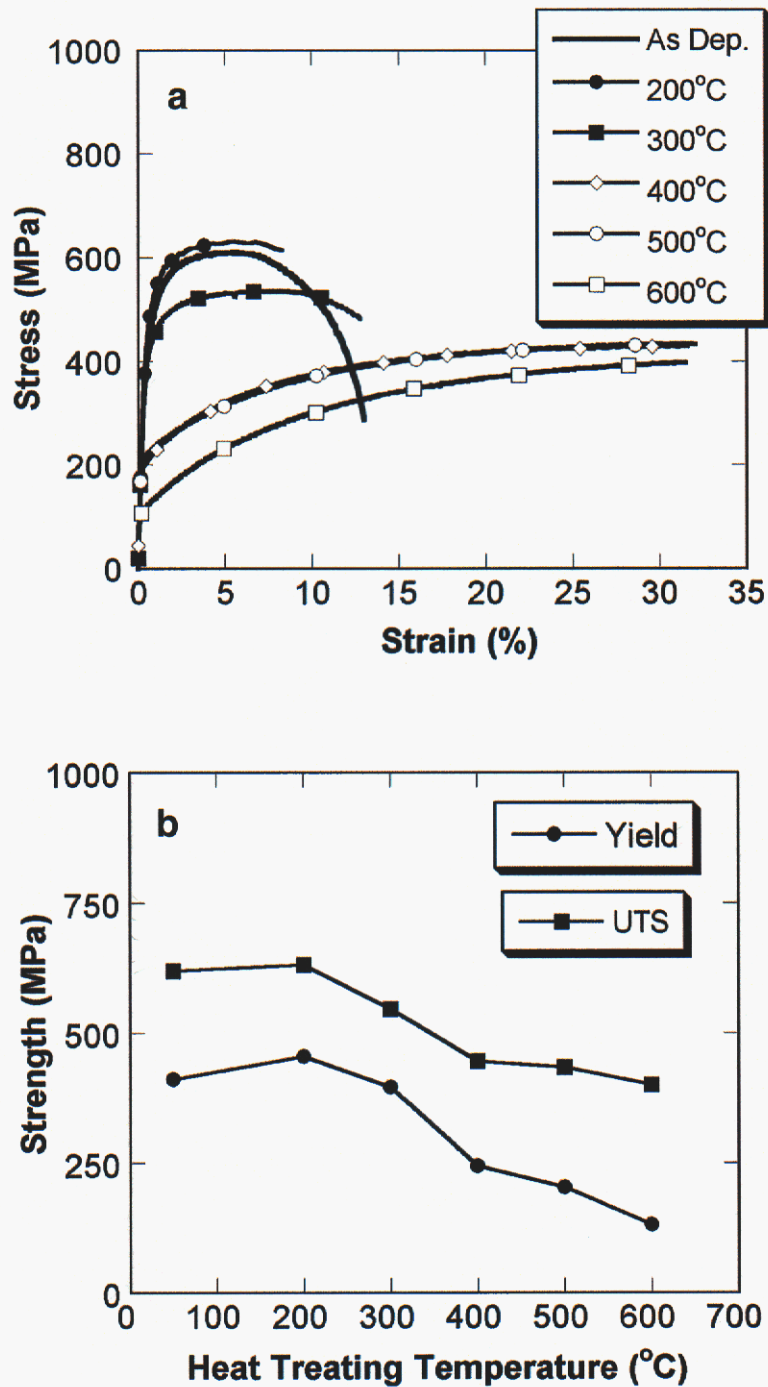 As Dep.
200°C
300°C
400°C
500°C
600°C
a
1000
800
600
400
200
0
Stress (MPa)
0 5 10 15 20 25 30 35
Strain (%)
b
Yield
UTS
1000
750
500
250
0
Strength (MPa)
0 100 200 300 400 500 600 700
Heat Treating Temperature (°C)